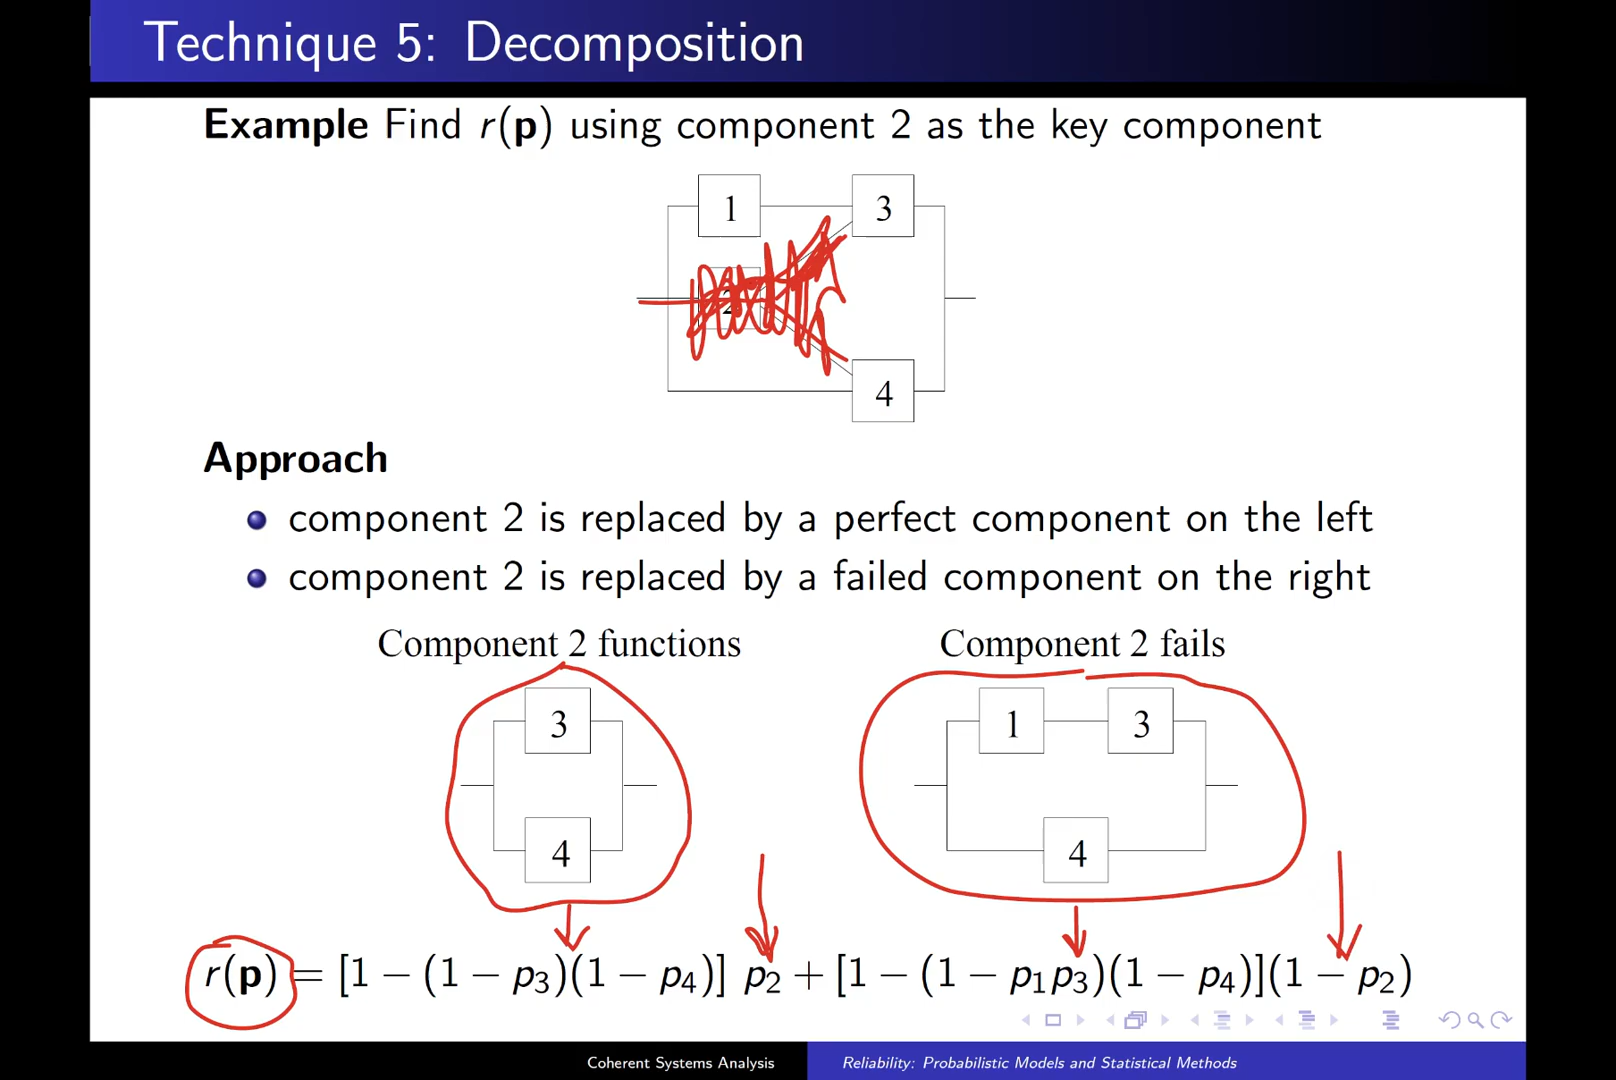 Technique 5: Decomposition
Example Find r(p) using component 2 as the key component
1
3
2
4
Approach
component 2 is replaced by a perfect component on the left
component 2 is replaced by a failed component on the right
Component 2 functions
Component 2 fails
3
1 3
4
4
r(p) = [1 − (1 − p₃)(1 − p₄)] p₂ + [1 − (1 − p₁p₃)(1 − p₄)](1 − p₂)
Coherent Systems Analysis
Reliability: Probabilistic Models and Statistical Methods